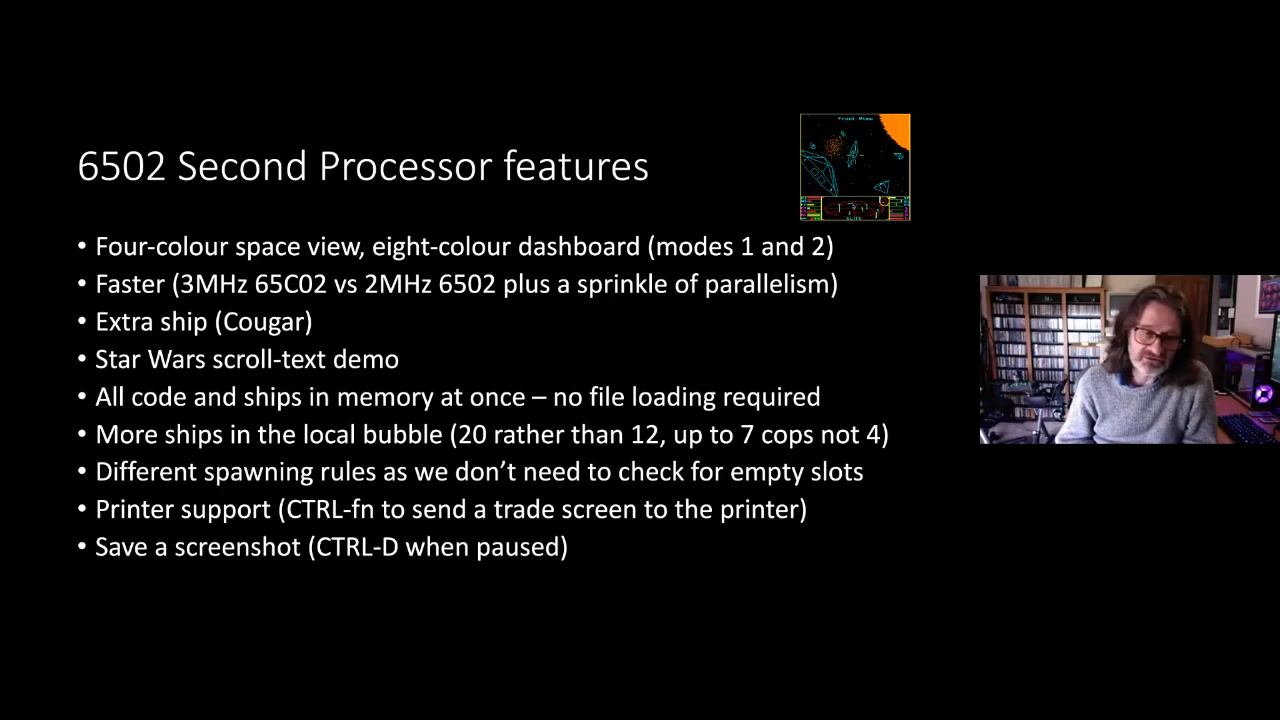 Front View
6502 Second Processor features
• Four-colour space view, eight-colour dashboard (modes 1 and 2)
• Faster (3MHz 65C02 vs 2MHz 6502 plus a sprinkle of parallelism)
• Extra ship (Cougar)
• Star Wars scroll-text demo
• All code and ships in memory at once – no file loading required
• More ships in the local bubble (20 rather than 12, up to 7 cops not 4)
• Different spawning rules as we don’t need to check for empty slots
• Printer support (CTRL-fn to send a trade screen to the printer)
• Save a screenshot (CTRL-D when paused)